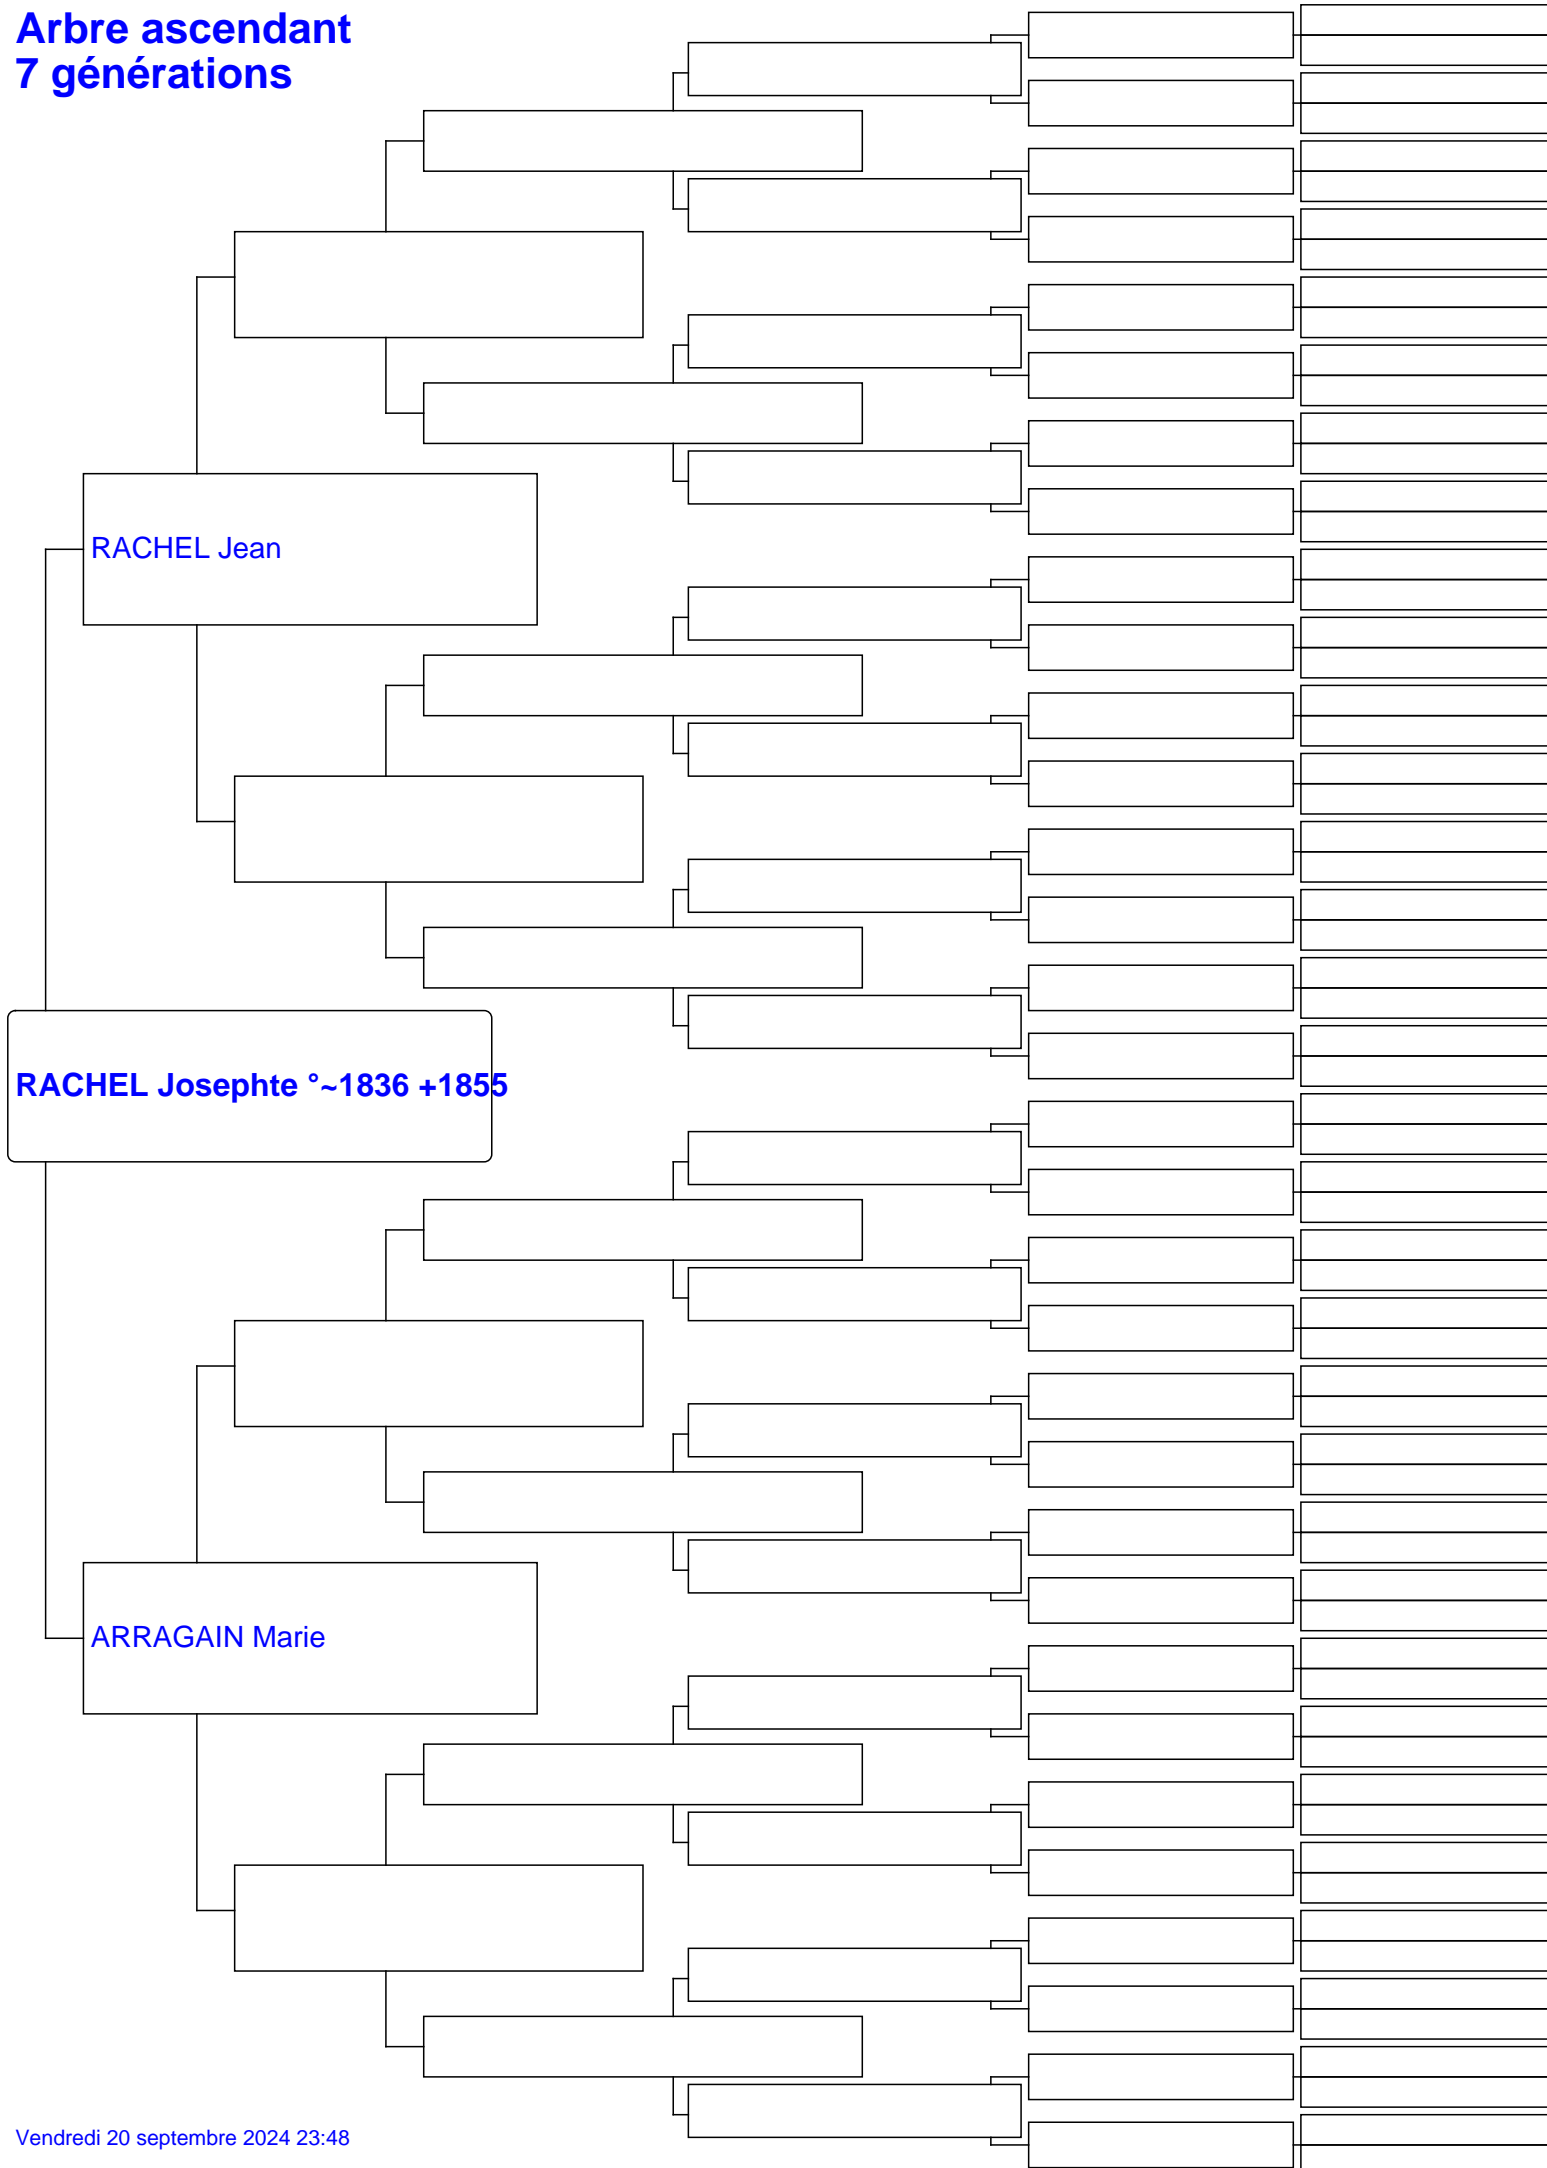 Arbre ascendant
7 générations
RACHEL Jean
RACHEL Josephte °~1836 +1855
ARRAGAIN Marie
Vendredi 20 septembre 2024 23:48